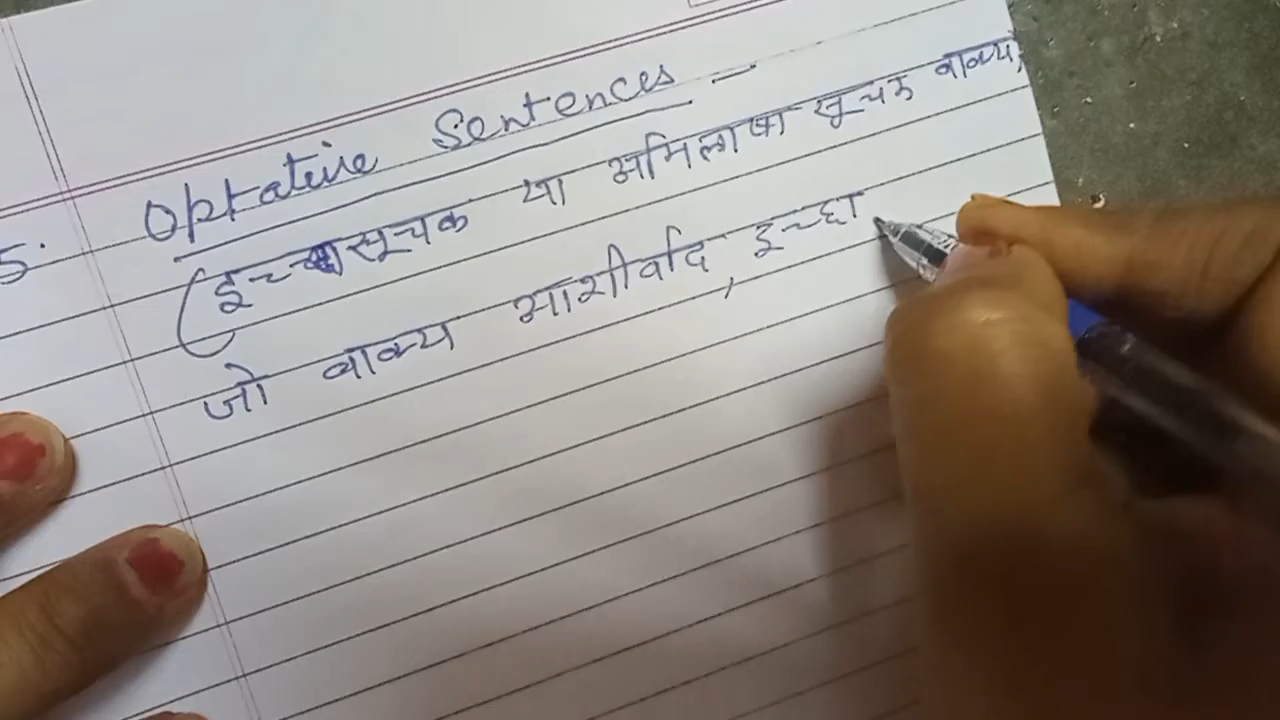 5. Optative Sentences –
(इच्छासूचक या अभिलाषा सूचक वाक्य)
जो वाक्य आशीर्वाद, इच्छा